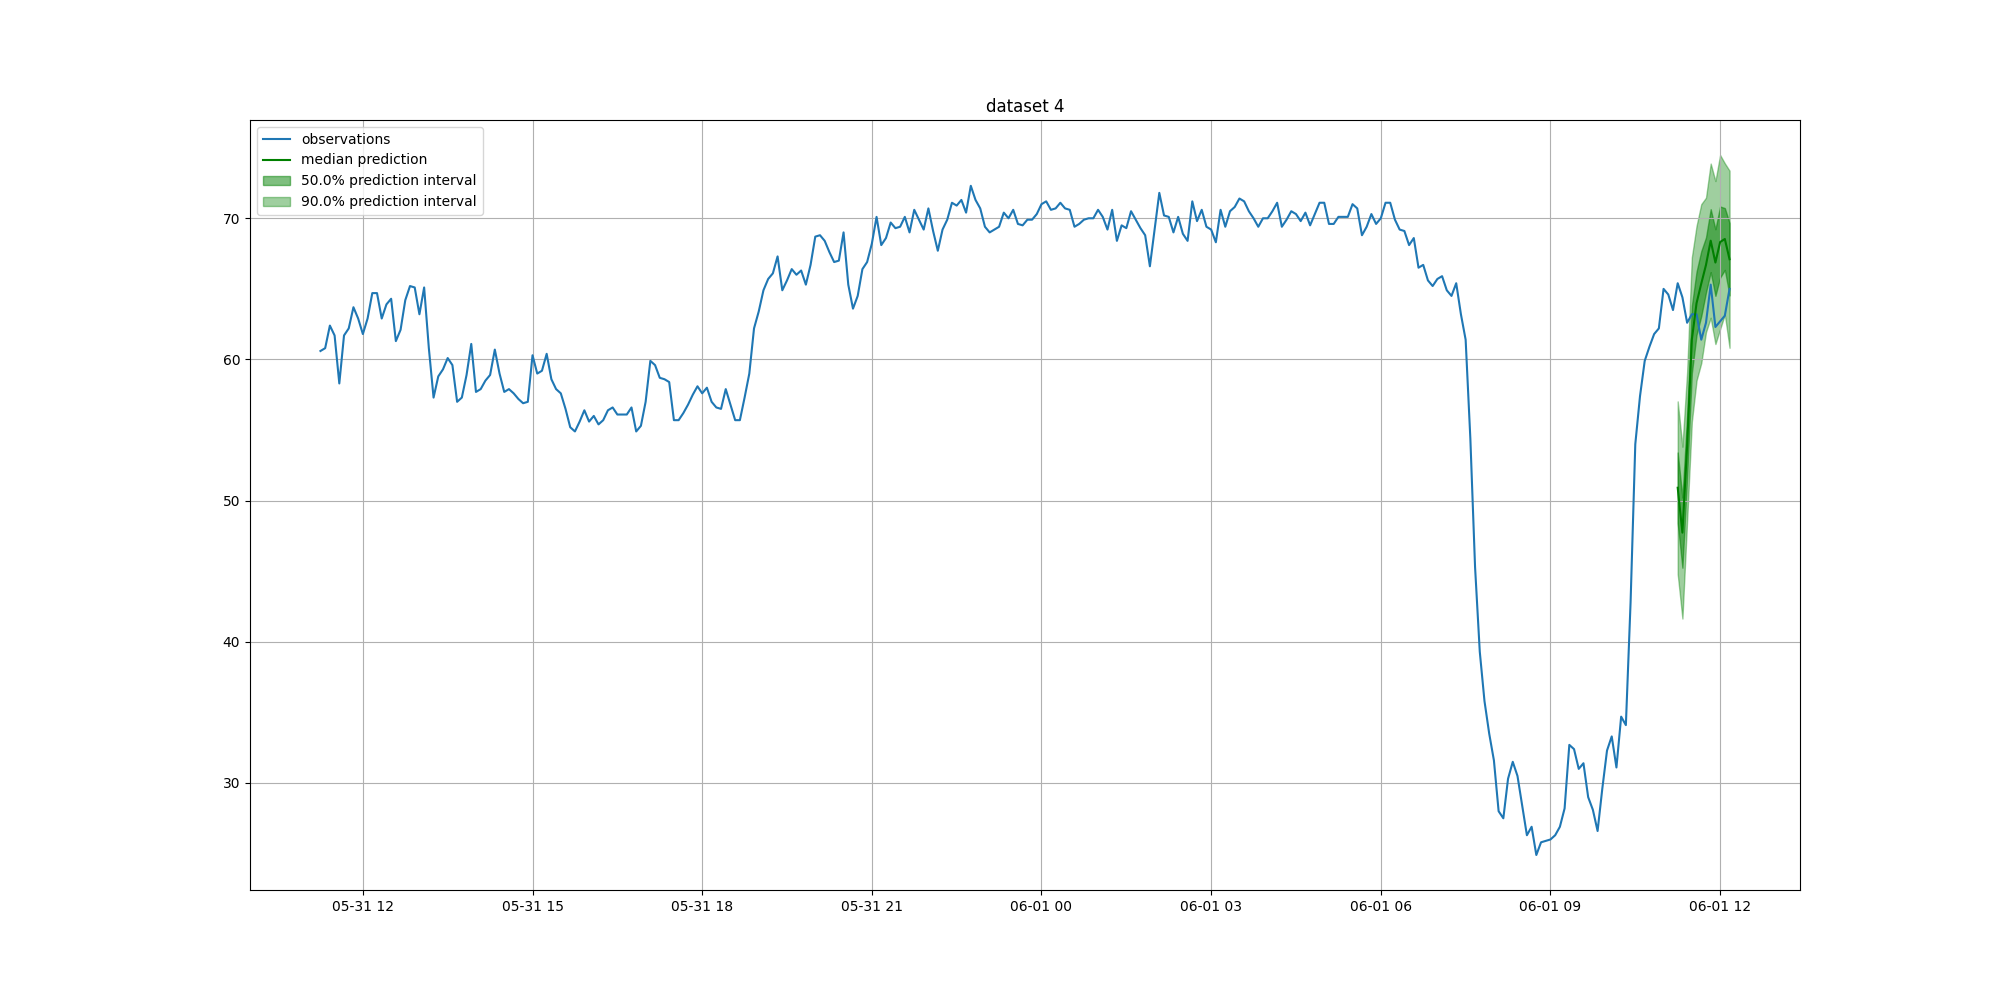 dataset 4
observations
median prediction
50.0% prediction interval
90.0% prediction interval
70
60
50
40
30
05-31 12
05-31 15
05-31 18
05-31 21
06-01 00
06-01 03
06-01 06
06-01 09
06-01 12